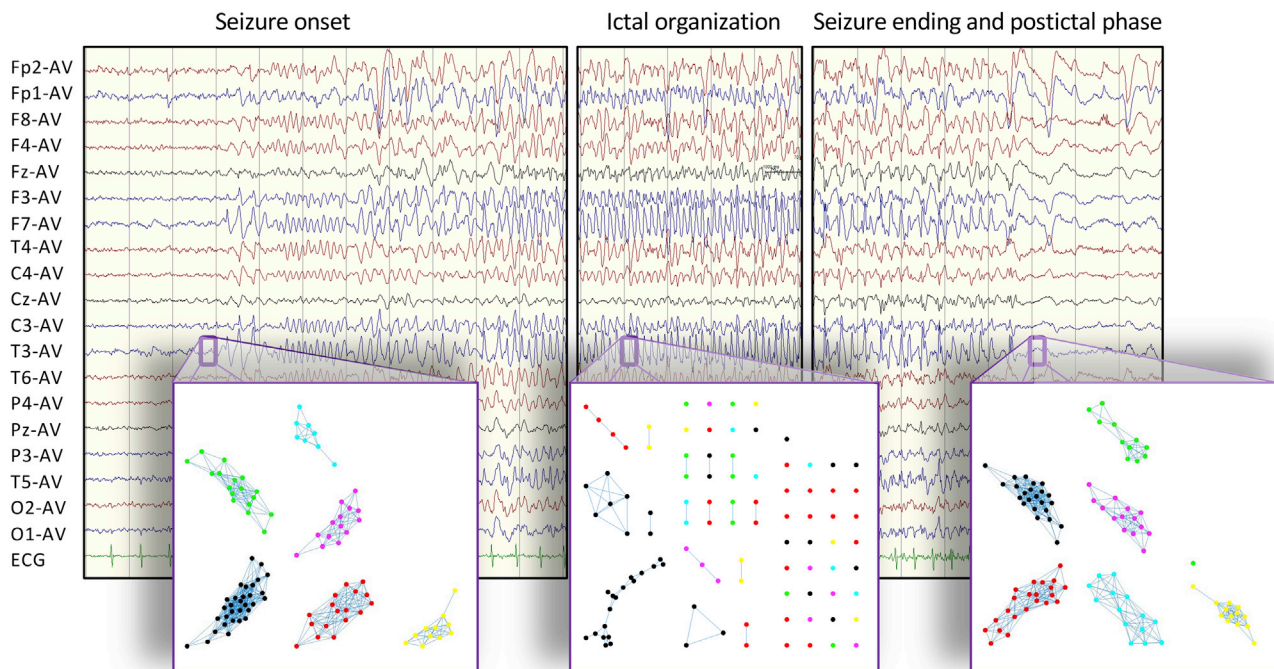 Seizure onset
Ictal organization
Seizure ending and postictal phase
Fp2-AV
Fp1-AV
F8-AV
F4-AV
Fz-AV
F3-AV
F7-AV
T4-AV
C4-AV
Cz-AV
C3-AV
T3-AV
T6-AV
P4-AV
Pz-AV
P3-AV
T5-AV
O2-AV
O1-AV
ECG